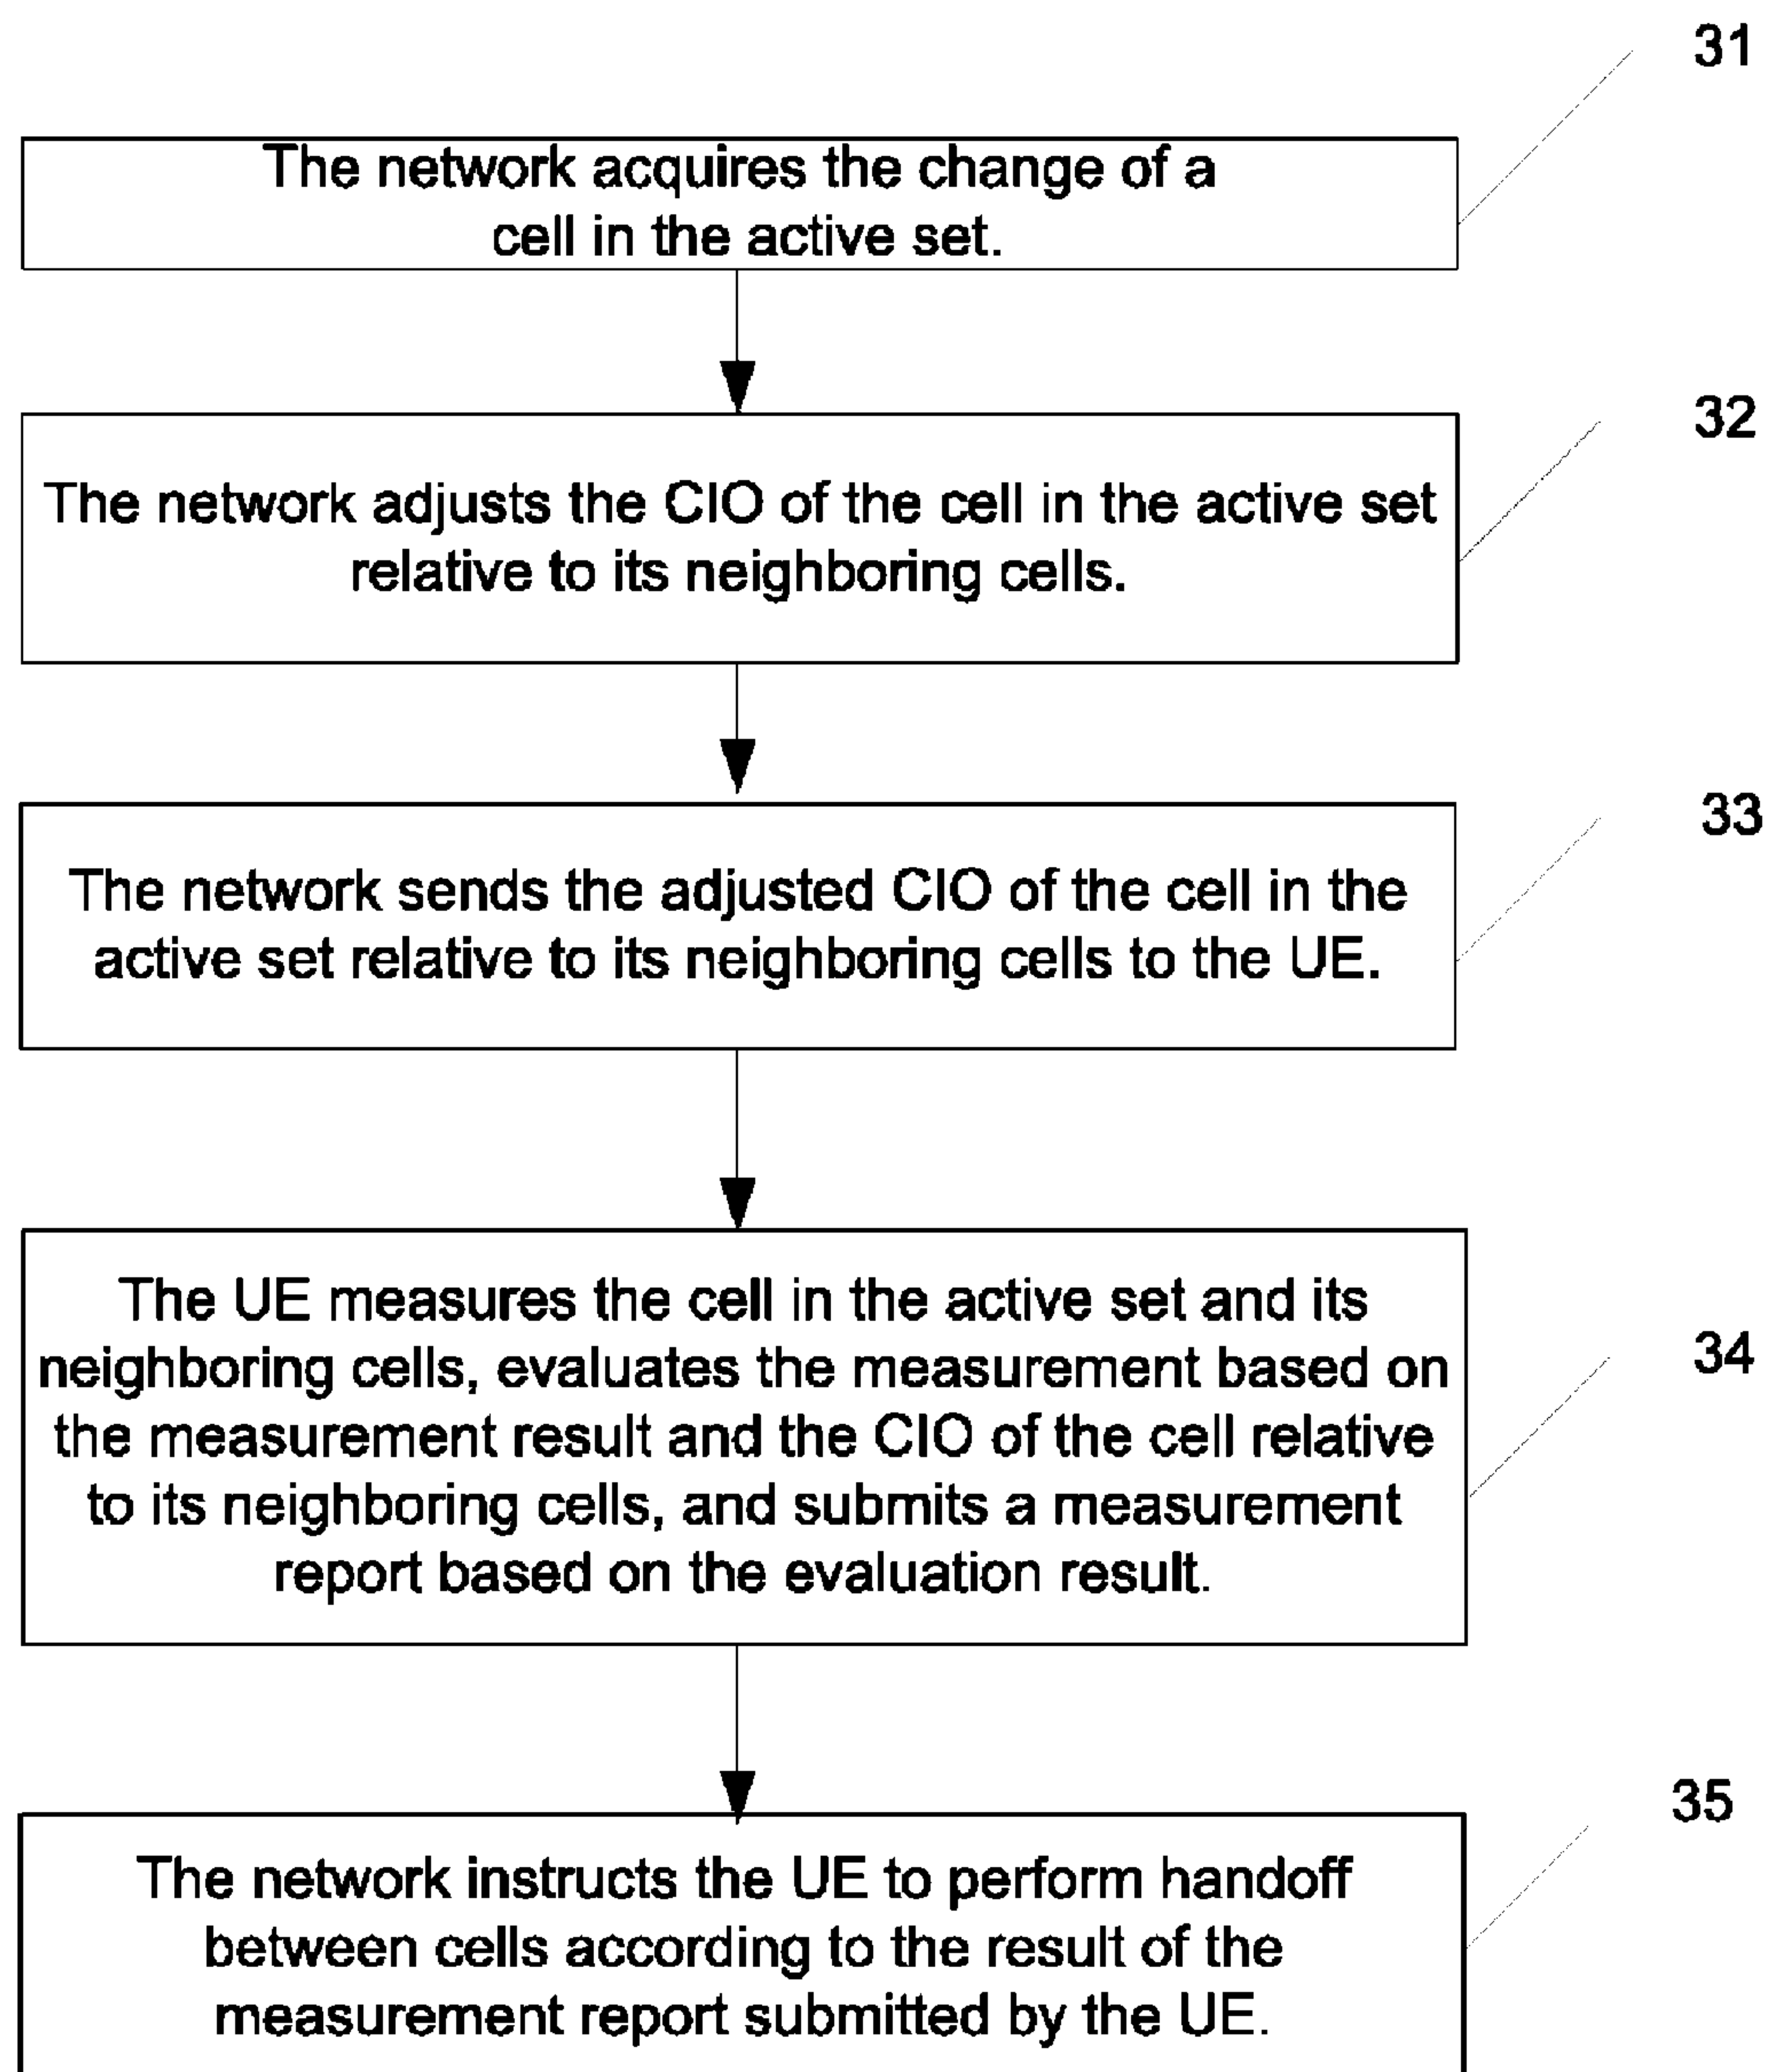 31
The network acquires the change of a
cell in the active set.
32
The network adjusts the CIO of the cell in the active set
relative to its neighboring cells.
33
The network sends the adjusted CIO of the cell in the
active set relative to its neighboring cells to the UE.
34
The UE measures the cell in the active set and its
neighboring cells, evaluates the measurement based on
the measurement result and the CIO of the cell relative
to its neighboring cells, and submits a measurement
report based on the evaluation result.
35
The network instructs the UE to perform handoff
between cells according to the result of the
measurement report submitted by the UE.